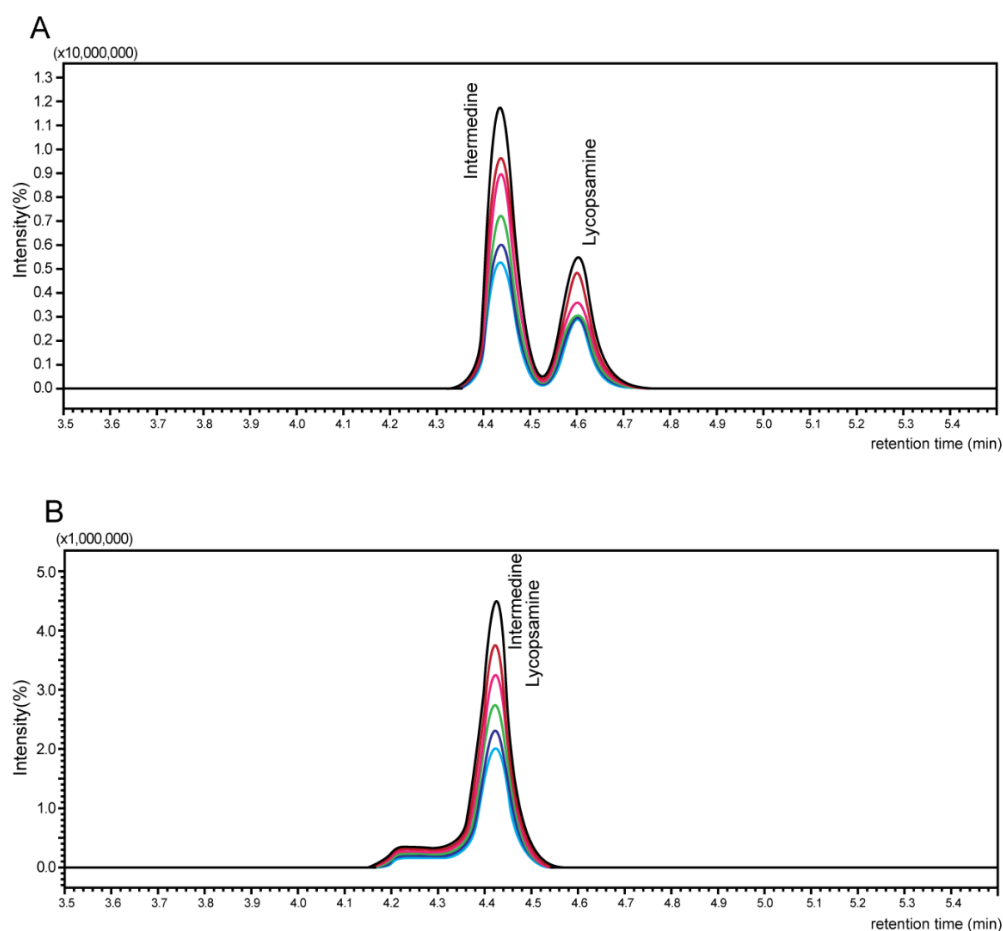 A
(x10,000,000)
Intensity(%)
1.3
1.2
1.1
1.0
0.9
0.8
0.7
0.6
0.5
0.4
0.3
0.2
0.1
0.0
Intermedine
Lycopsamine
3.5 3.6 3.7 3.8 3.9 4.0 4.1 4.2 4.3 4.4 4.5 4.6 4.7 4.8 4.9 5.0 5.1 5.2 5.3 5.4
retention time (min)
B
(x1,000,000)
Intensity(%)
5.0
4.0
3.0
2.0
1.0
0.0
Intermedine
Lycopsamine
3.5 3.6 3.7 3.8 3.9 4.0 4.1 4.2 4.3 4.4 4.5 4.6 4.7 4.8 4.9 5.0 5.1 5.2 5.3 5.4
retention time (min)